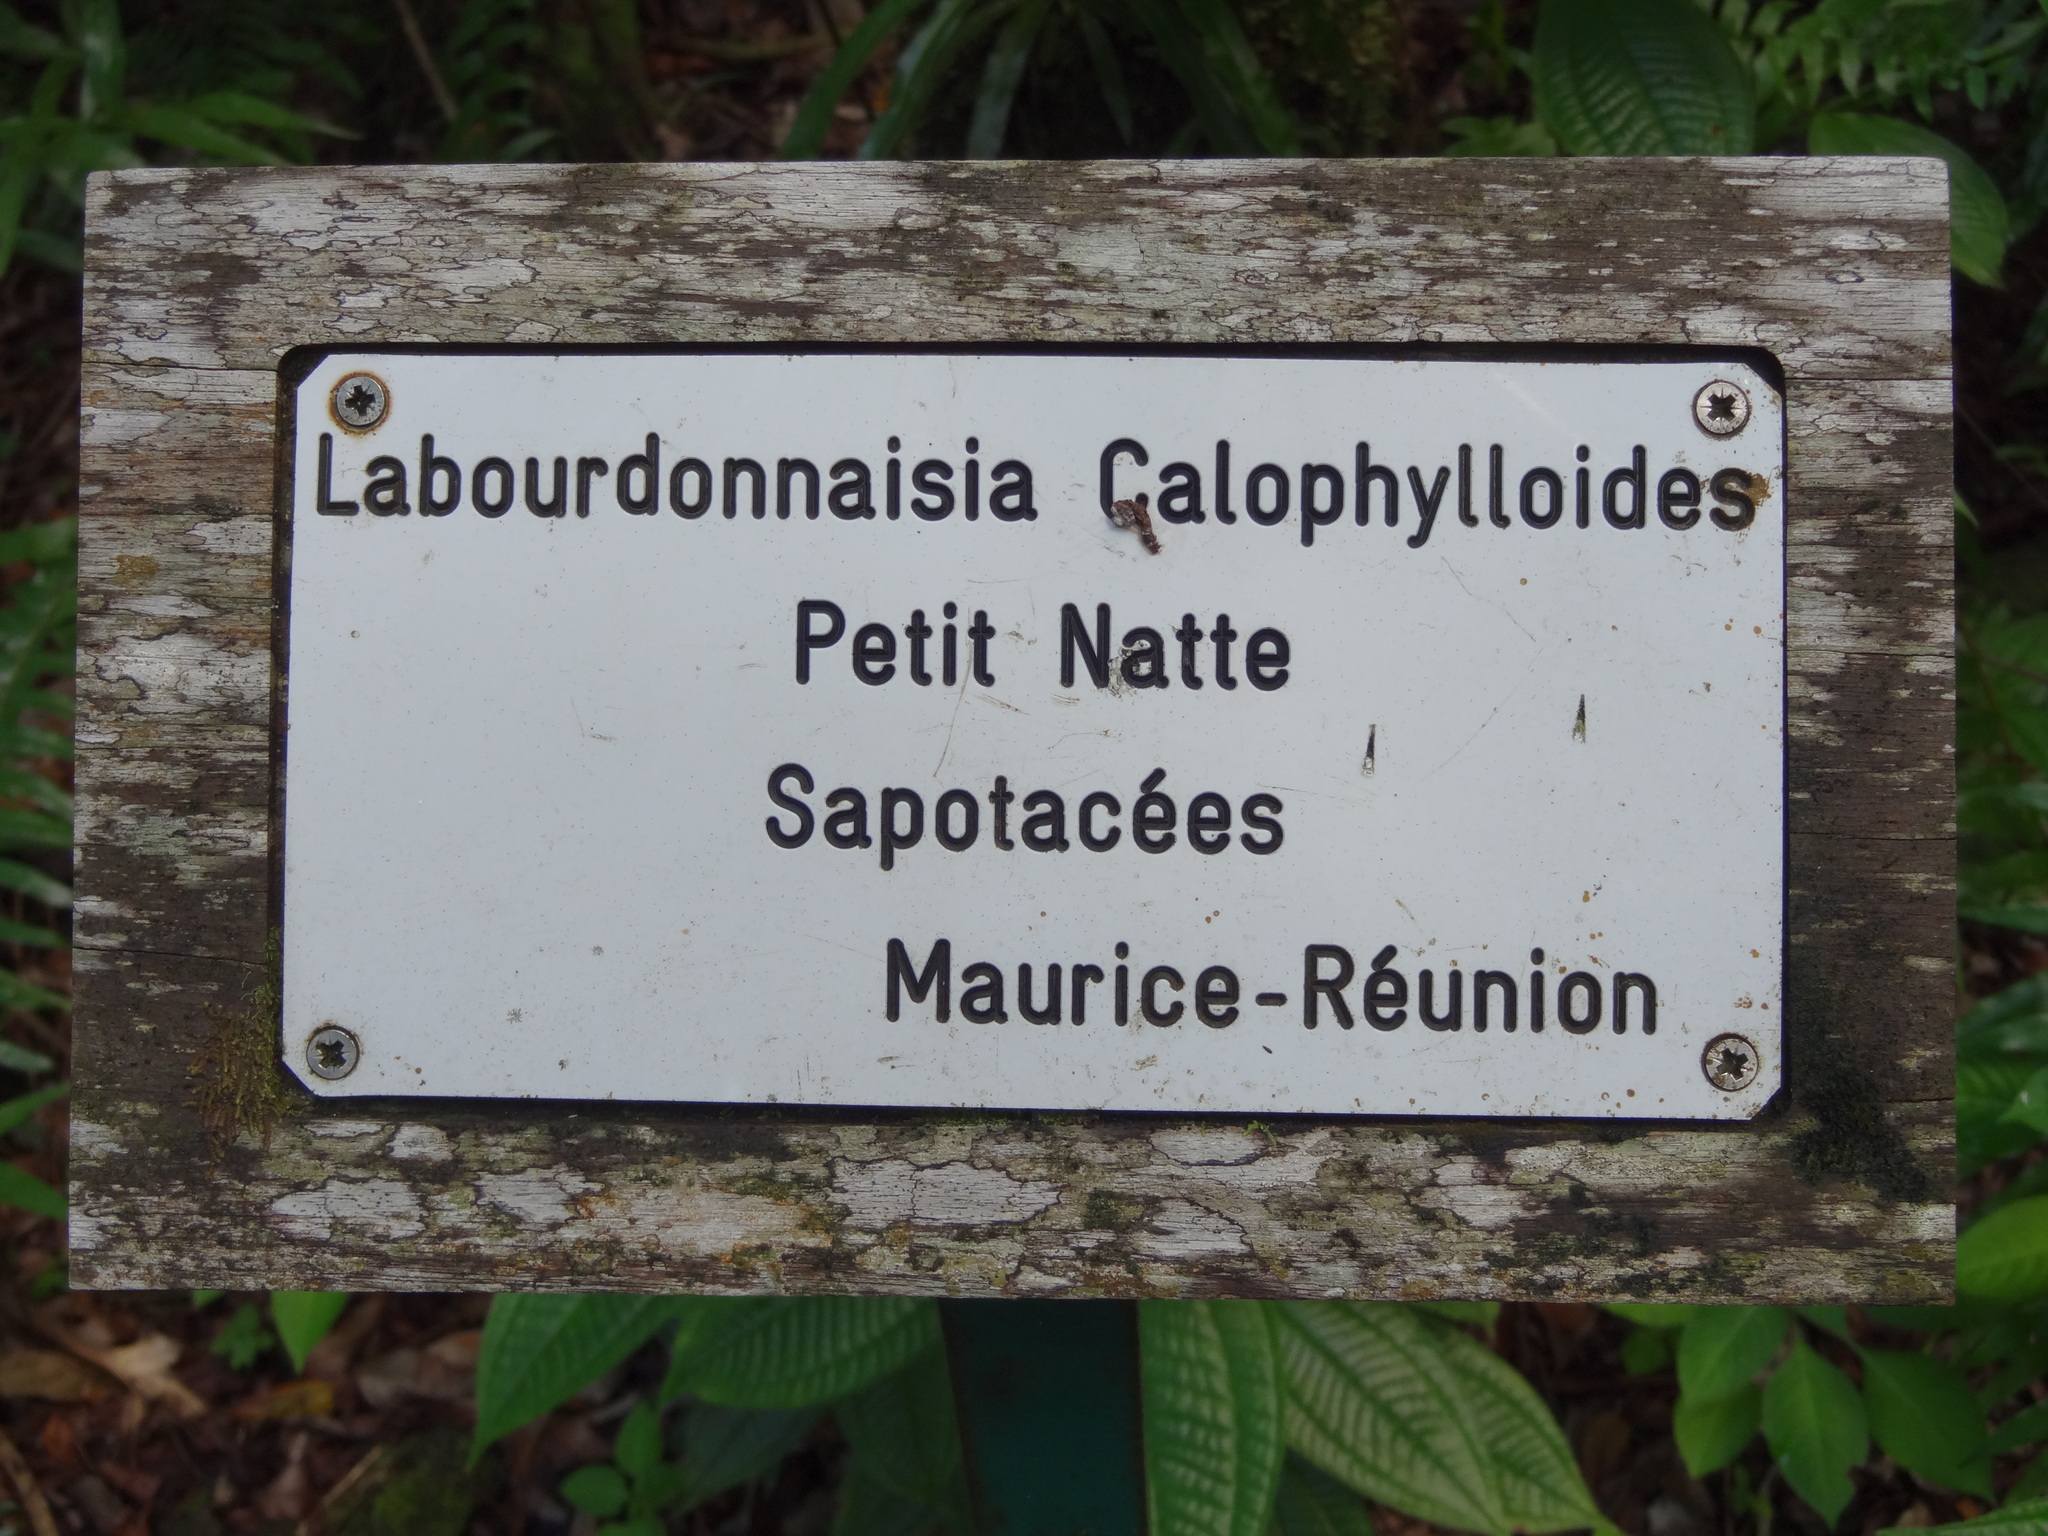 Labourdonnaisia Calophylloides
Petit Natte
Sapotacées
Maurice-Réunion